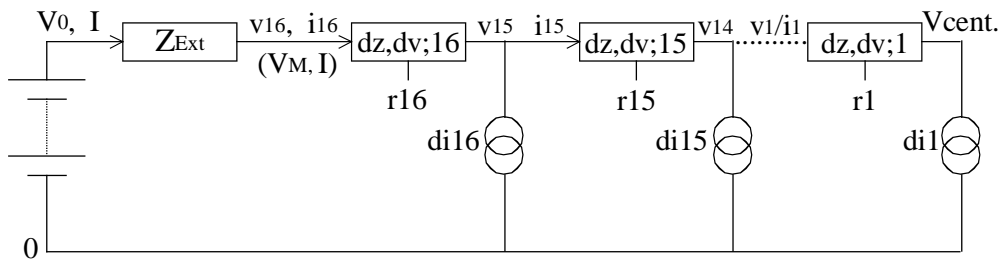 V0, I
ZExt
v16, i16
(VM, I)
dz,dv;16
r16
v15
di16
i15
dz,dv;15
r15
v14
di15
v1/i1
dz,dv;1
r1
Vcent.
di1
0